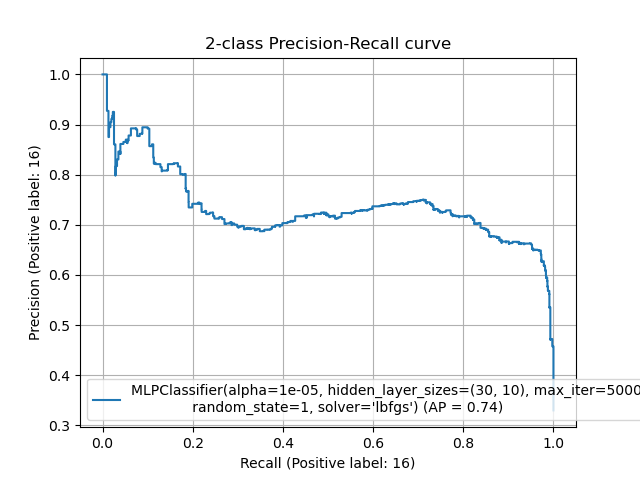 2-class Precision-Recall curve
1.0
0.9
0.8
0.7
0.6
0.5
0.4
0.3
Precision (Positive label: 16)
MLPClassifier(alpha=1e-05, hidden_layer_sizes=(30, 10), max_iter=5000
random_state=1, solver='lbfgs') (AP = 0.74)
0.0 0.2 0.4 0.6 0.8 1.0
Recall (Positive label: 16)